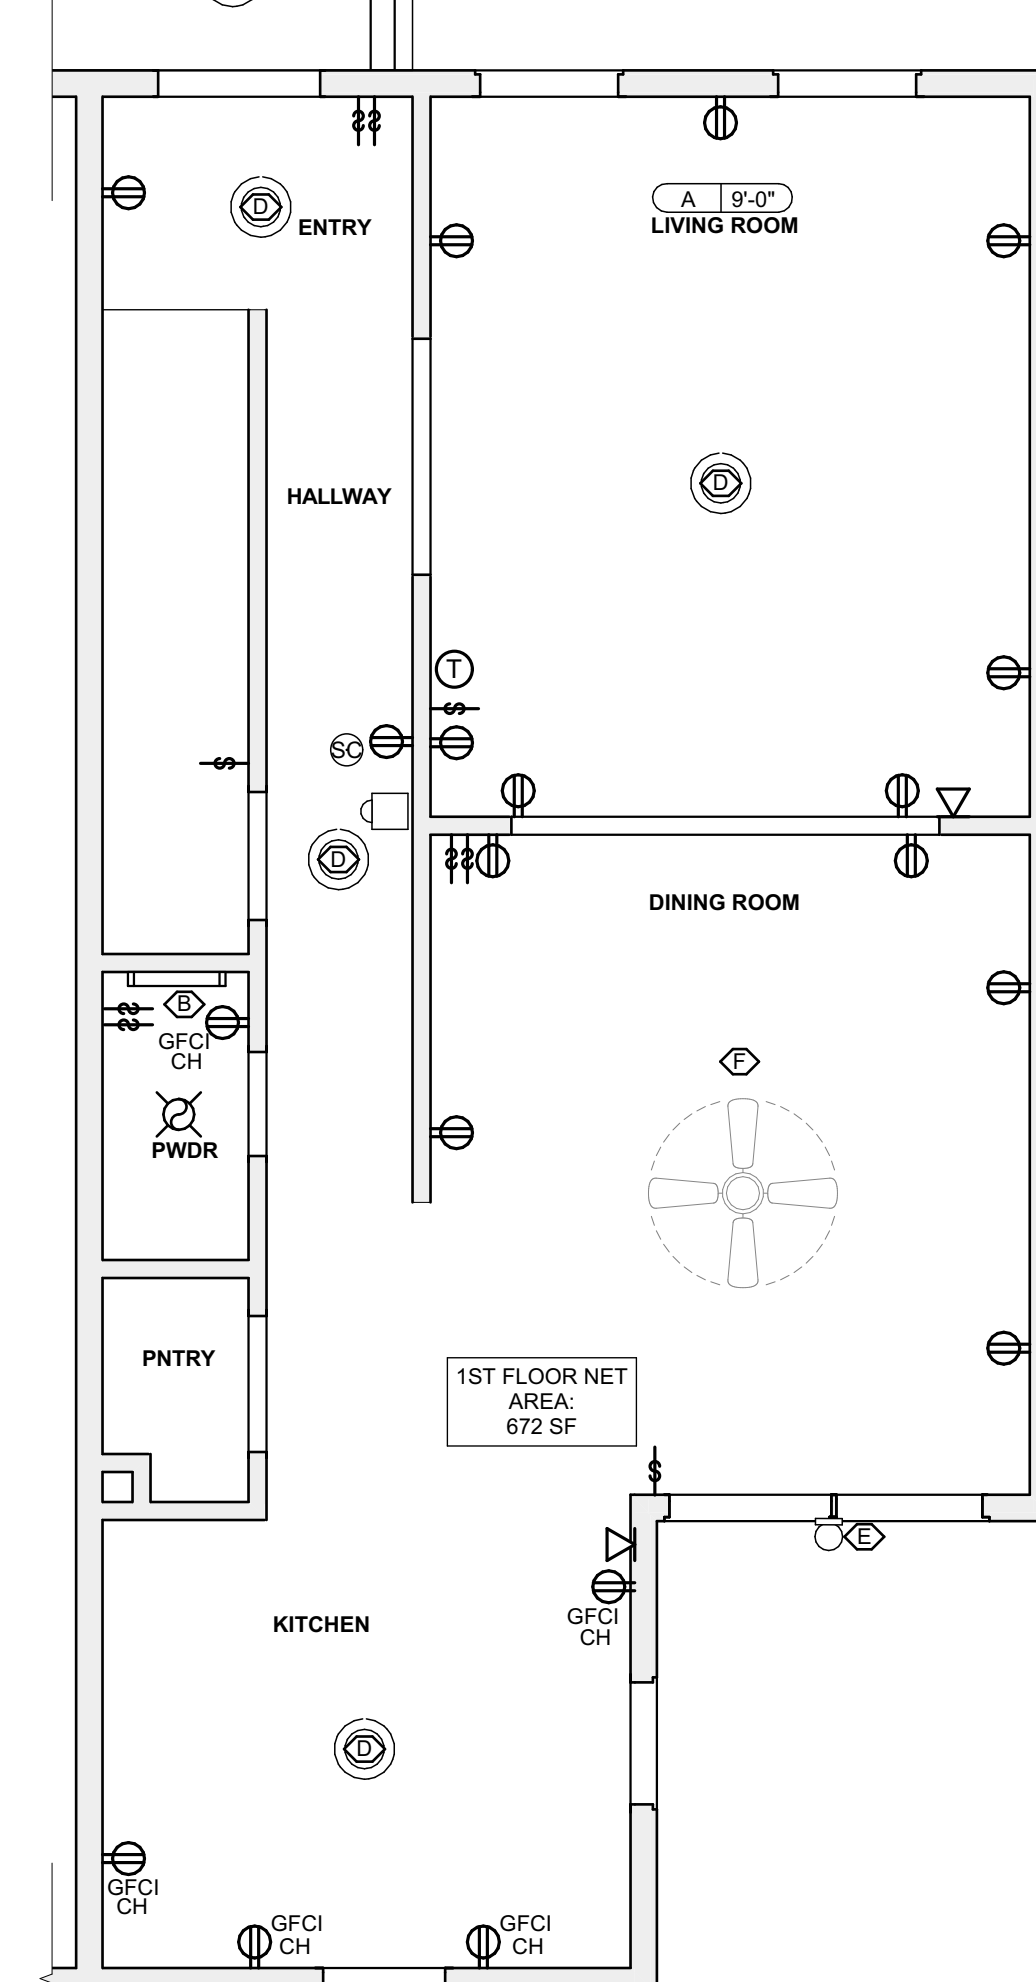 D
ENTRY
A 9'-0"
LIVING ROOM
HALLWAY
D
T
S
SC
S
D
S S
DINING ROOM
B
GFCI
CH
PWDR
F
PNTRY
1ST FLOOR NET
AREA:
672 SF
S
E
GFCI
CH
KITCHEN
D
GFCI
CH
GFCI
CH
GFCI
CH